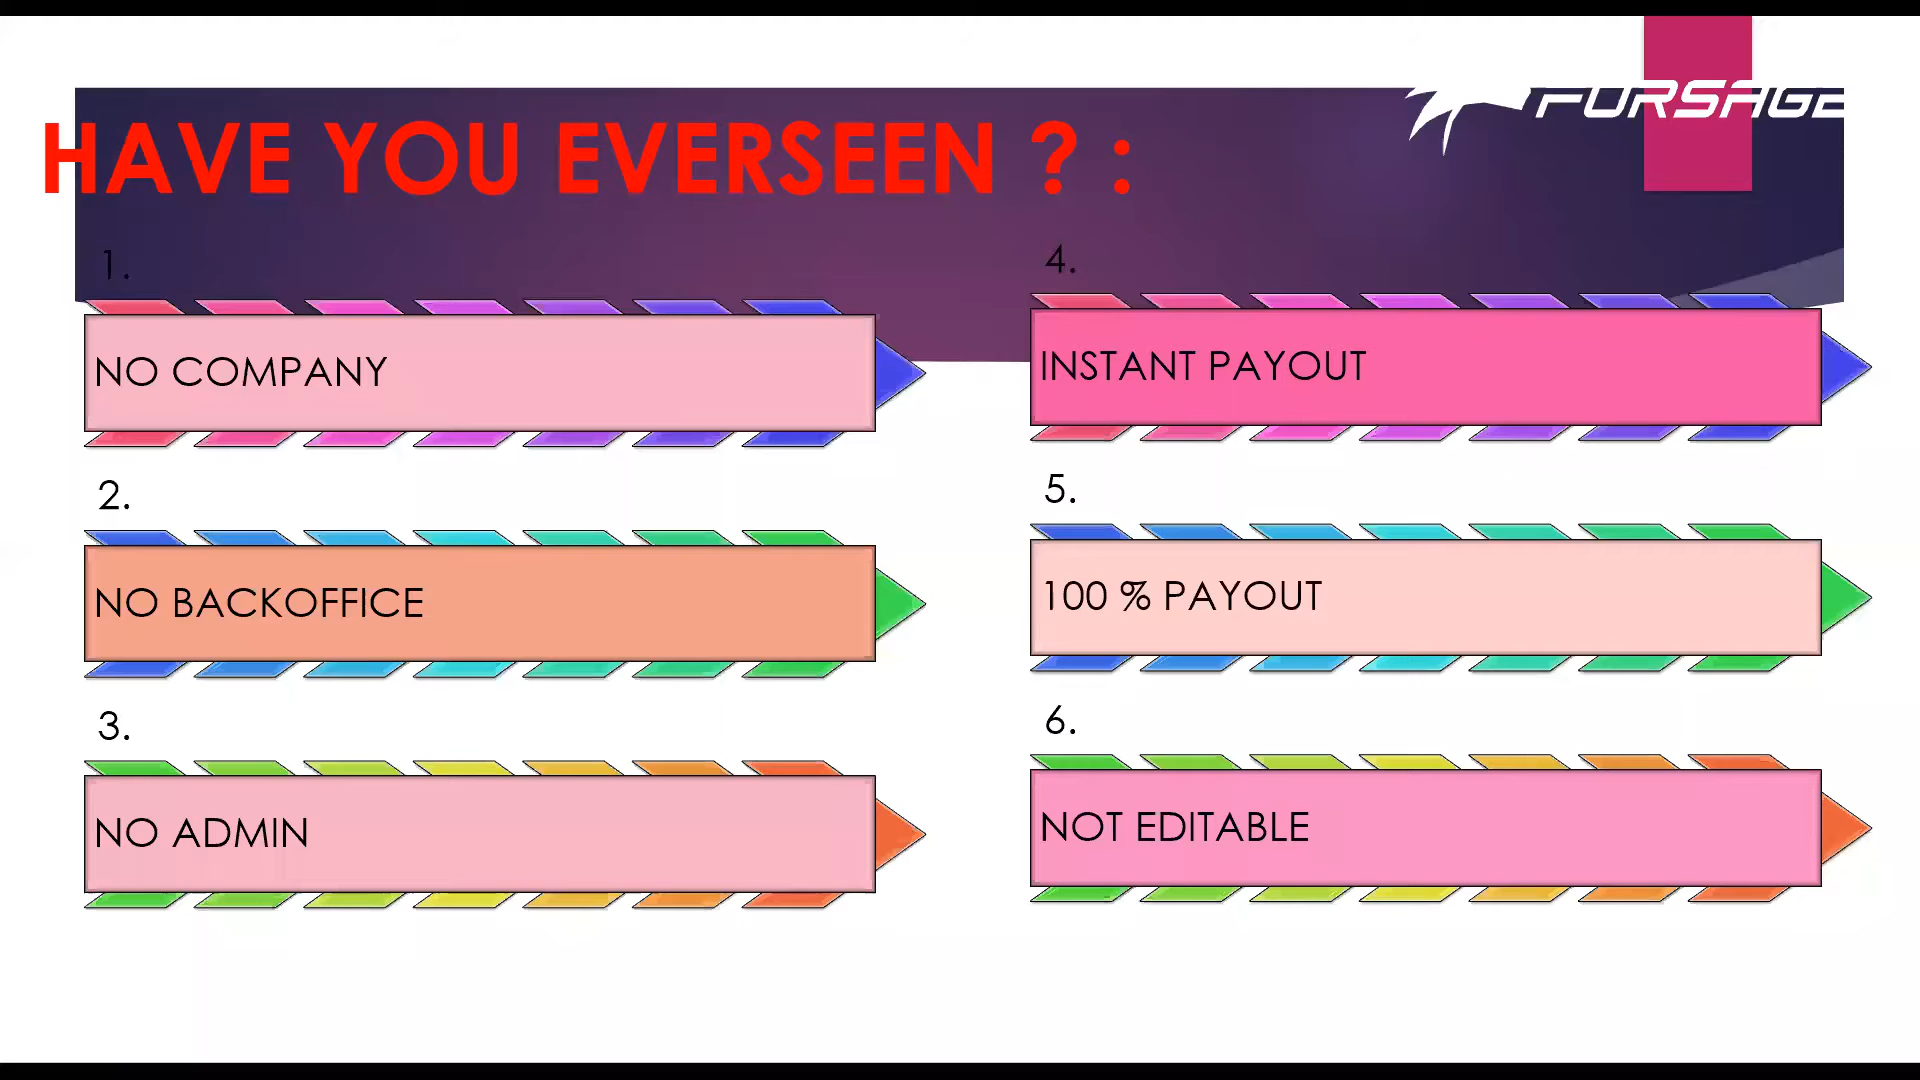 FORSAGE
HAVE YOU EVERSEEN ? :
1.
NO COMPANY
2.
NO BACKOFFICE
3.
NO ADMIN
4.
INSTANT PAYOUT
5.
100 % PAYOUT
6.
NOT EDITABLE